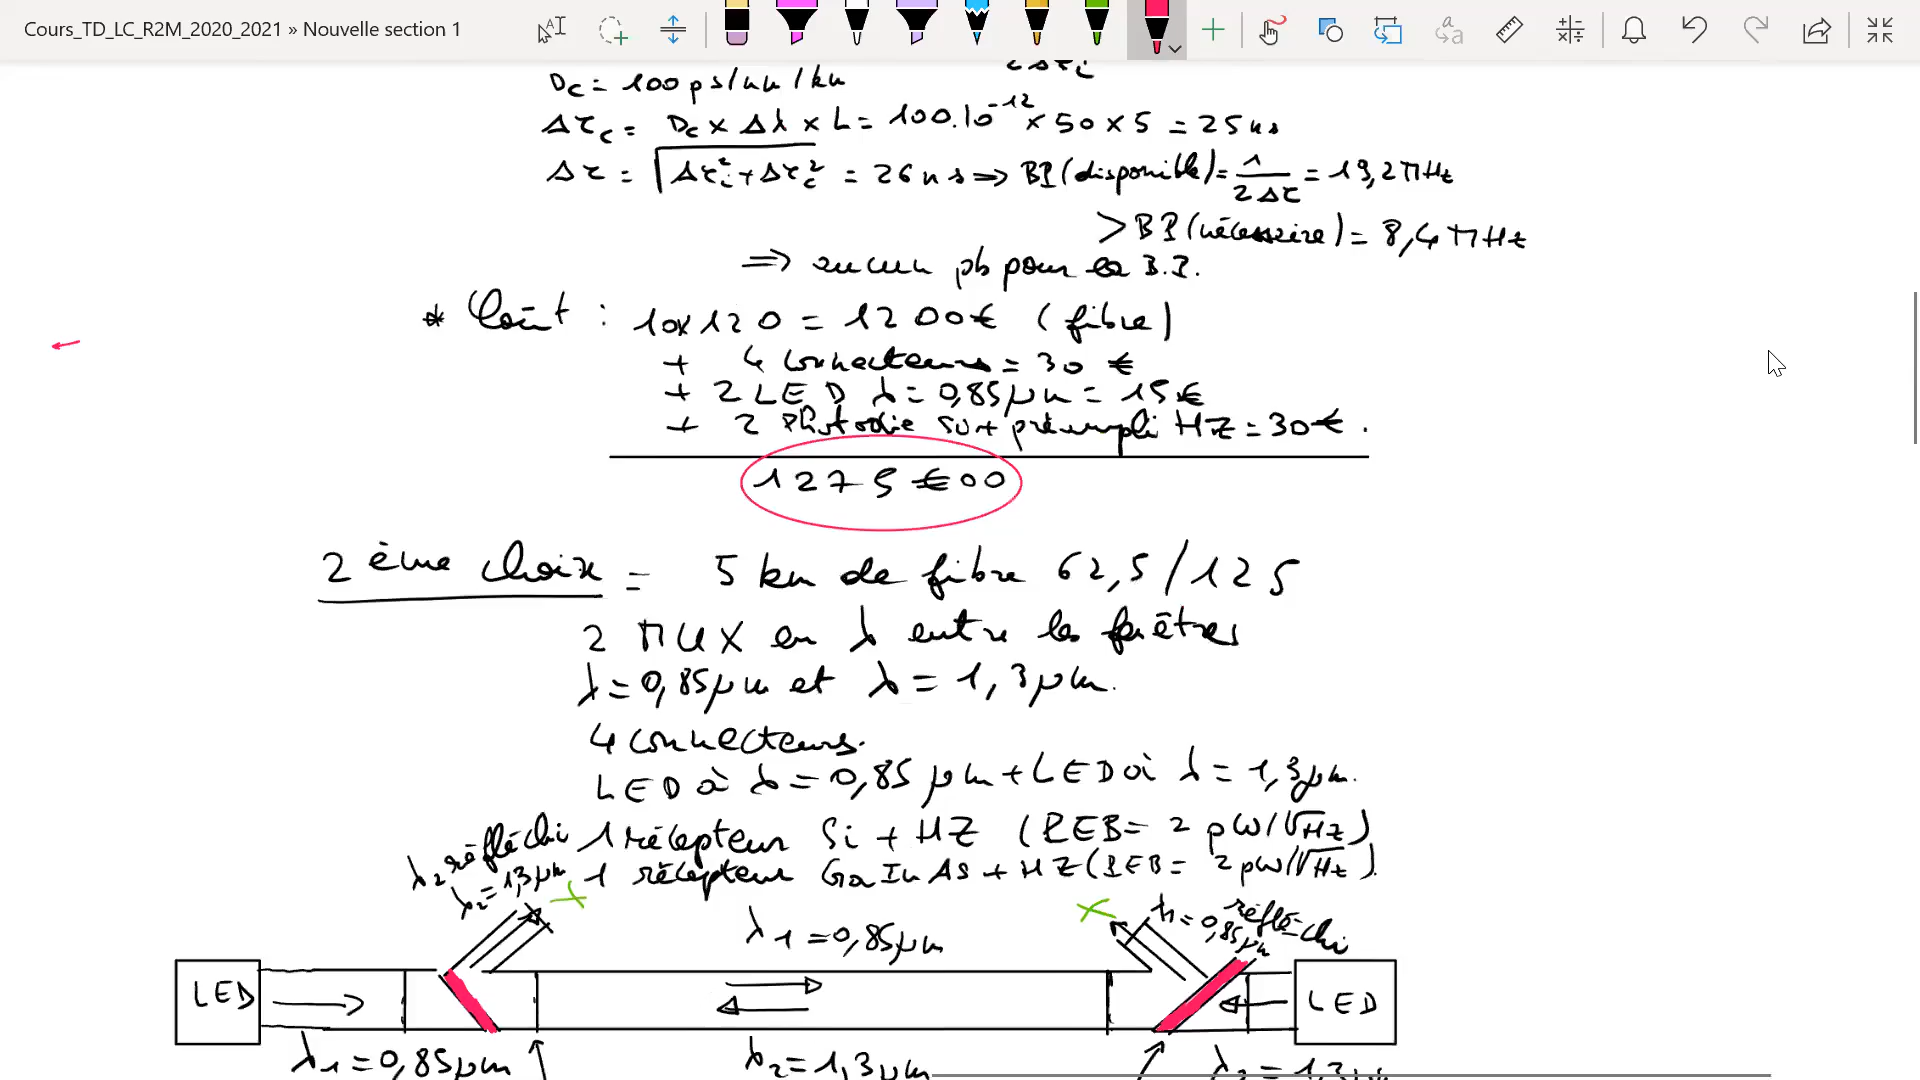 Cours_TD_LC_R2M_2020_2021 » Nouvelle section 1
Dc = 100 ps/nm/km
Δτc = Dc × Δλ × L = 100.10⁻¹² × 50 × 5 = 25 ns
Δτ = √Δτi² + Δτc² = 26 ns ⇒ BP (disponible) = 1/2Δτ = 19,2 MHz
> BP (nécessaire) = 8,4 MHz
⇒ aucun pb pour la B.P.
* Coût : 10x120 = 1200€ (fibre)
+ 4 connecteurs = 30 €
+ 2 LED λ = 0,85 µm = 15€
+ 2 Photodie Si + préampli HZ = 30€.
1275€00
2ème choix = 5 km de fibre 62,5/125
2 MUX en λ entre les fenêtres
λ = 0,85 µm et λ = 1,3 µm.
4 connecteurs.
LED à λ = 0,85 µm + LED à λ = 1,3 µm.
1 récepteur Si + HZ (PEB = 2 pW/√Hz)
1 récepteur GaInAs + HZ (PEB = 2 pW/√Hz)
λ2 réfléchi
λ2 = 1,3 µm
λ1 = 0,85 µm
λ1 = 0,85 µm
réfléchi
LED
LED
λ1 = 0,85 µm
λ2 = 1,3 µm
λ2 = 1,3 µm